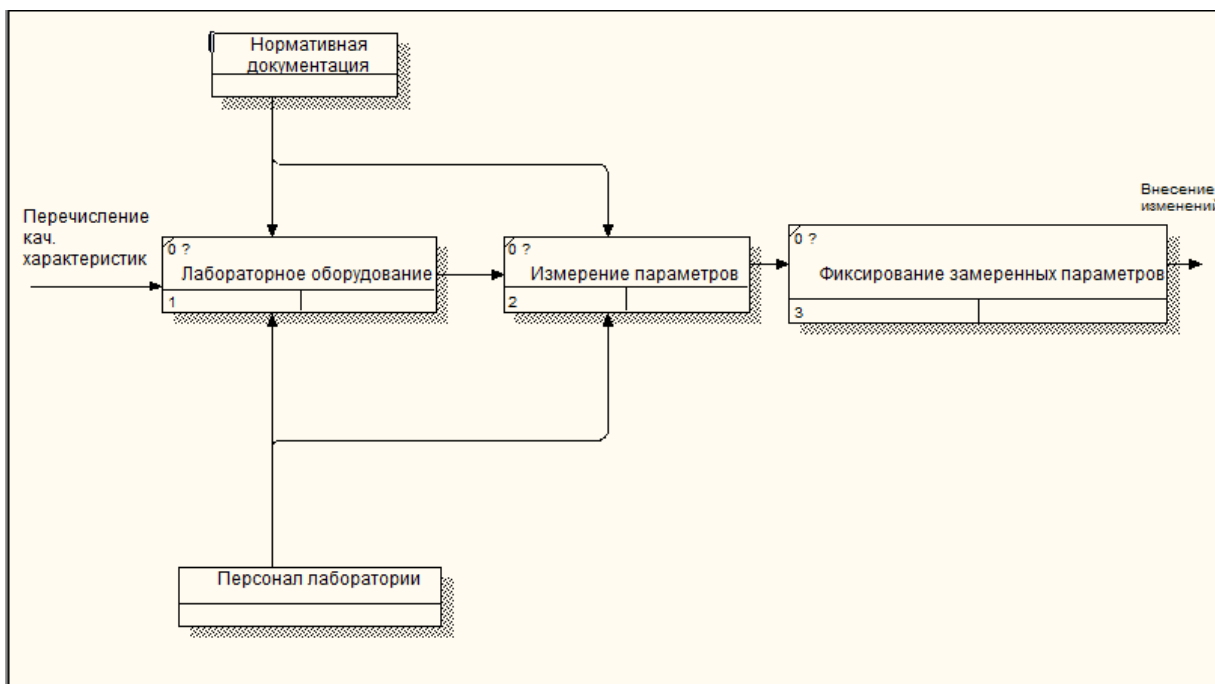 Нормативная
документация
Внесение
изменений
Перечисление
кач.
характеристик
0 ?
Лабораторное оборудование
1
0 ?
Измерение параметров
2
0 ?
Фиксирование замеренных параметров
3
Персонал лаборатории